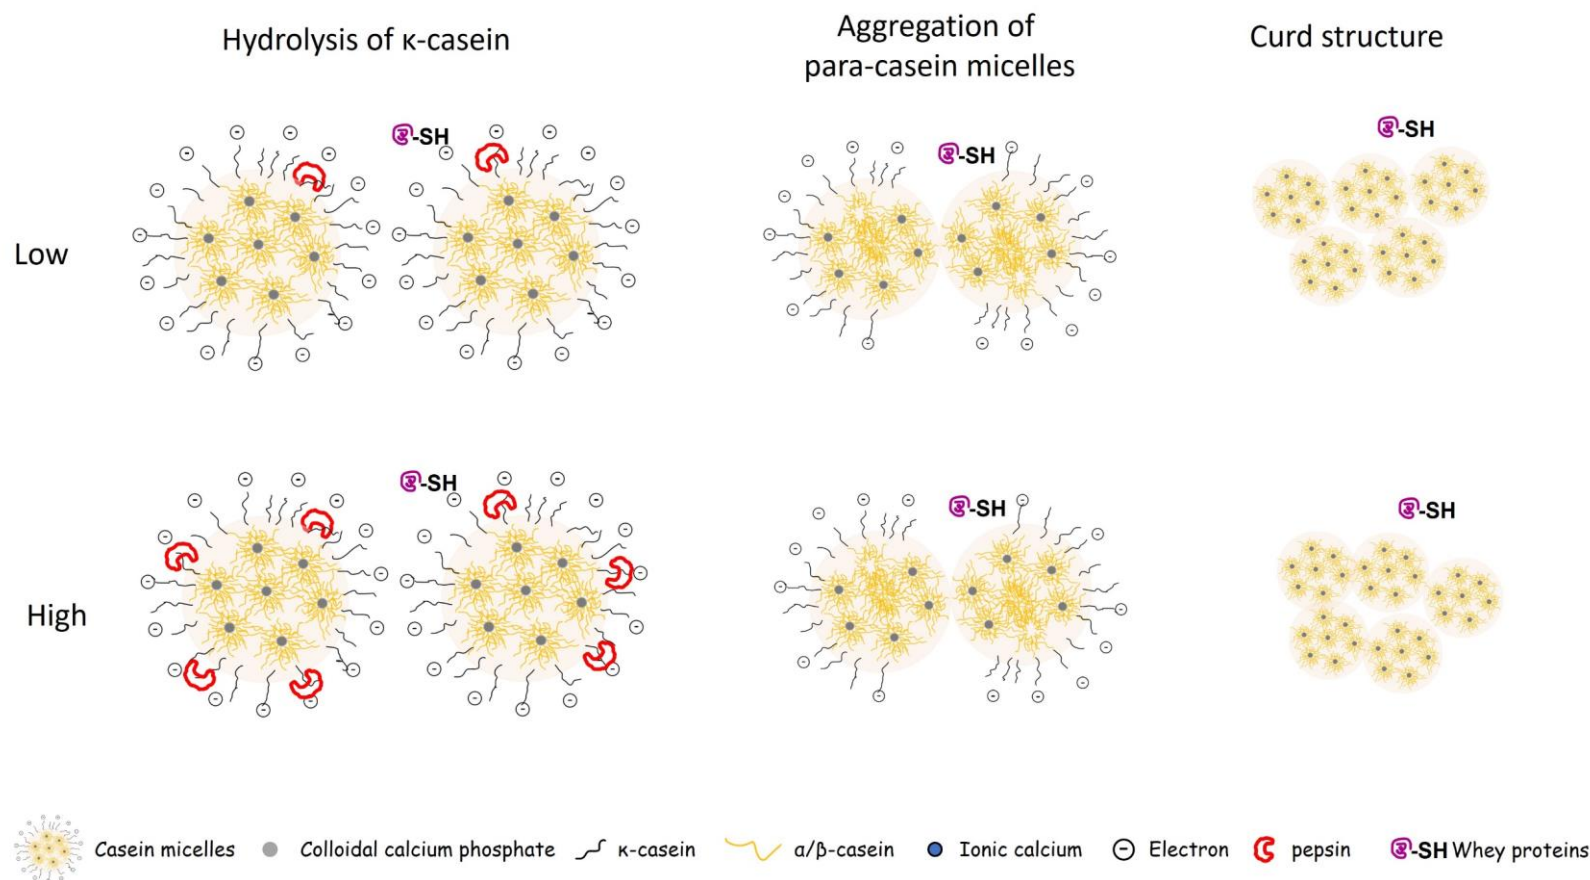 Hydrolysis of κ-casein
Aggregation of
para-casein micelles
Curd structure
Low
-SH
-SH
-SH
High
-SH
-SH
-SH
Casein micelles
Colloidal calcium phosphate
κ-casein
α/β-casein
Ionic calcium
Electron
pepsin
-SH Whey proteins